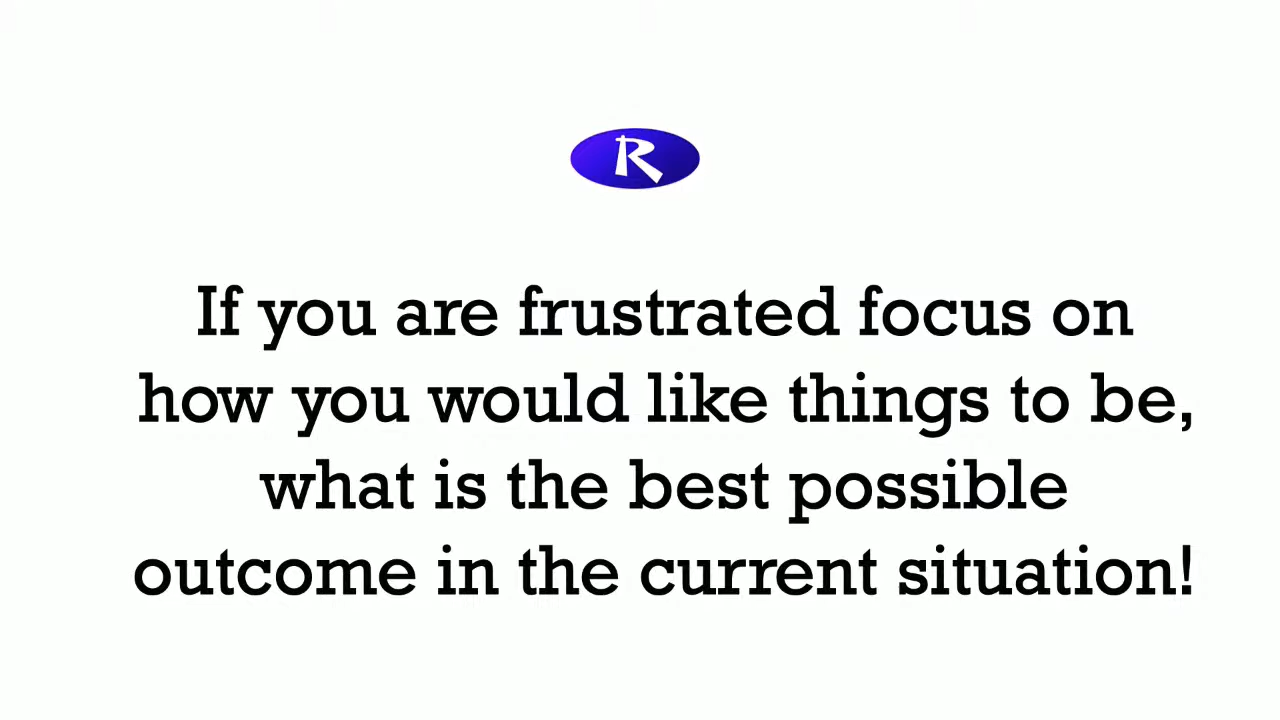 R
If you are frustrated focus on
how you would like things to be,
what is the best possible
outcome in the current situation!